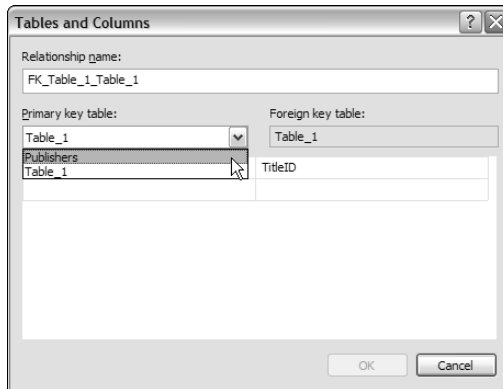 Tables and Columns
Relationship name:
FK_Table_1_Table_1
Primary key table:
Foreign key table:
Table_1
Table_1
Publishers
Table_1
TitleID
OK
Cancel